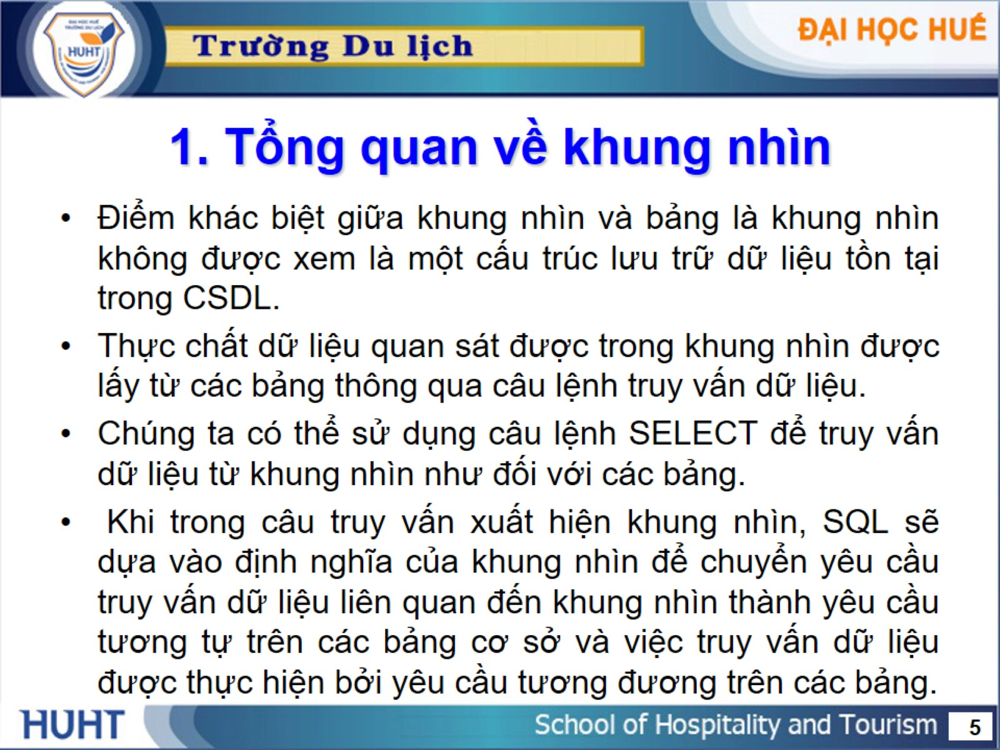 ĐẠI HỌC HUẾ
TRƯỜNG DU LỊCH
HUHT
Trường Du lịch
ĐẠI HỌC HUẾ
1. Tổng quan về khung nhìn
• Điểm khác biệt giữa khung nhìn và bảng là khung nhìn
không được xem là một cấu trúc lưu trữ dữ liệu tồn tại
trong CSDL.
• Thực chất dữ liệu quan sát được trong khung nhìn được
lấy từ các bảng thông qua câu lệnh truy vấn dữ liệu.
• Chúng ta có thể sử dụng câu lệnh SELECT để truy vấn
dữ liệu từ khung nhìn như đối với các bảng.
• Khi trong câu truy vấn xuất hiện khung nhìn, SQL sẽ
dựa vào định nghĩa của khung nhìn để chuyển yêu cầu
truy vấn dữ liệu liên quan đến khung nhìn thành yêu cầu
tương tự trên các bảng cơ sở và việc truy vấn dữ liệu
được thực hiện bởi yêu cầu tương đương trên các bảng.
HUHT
School of Hospitality and Tourism
5